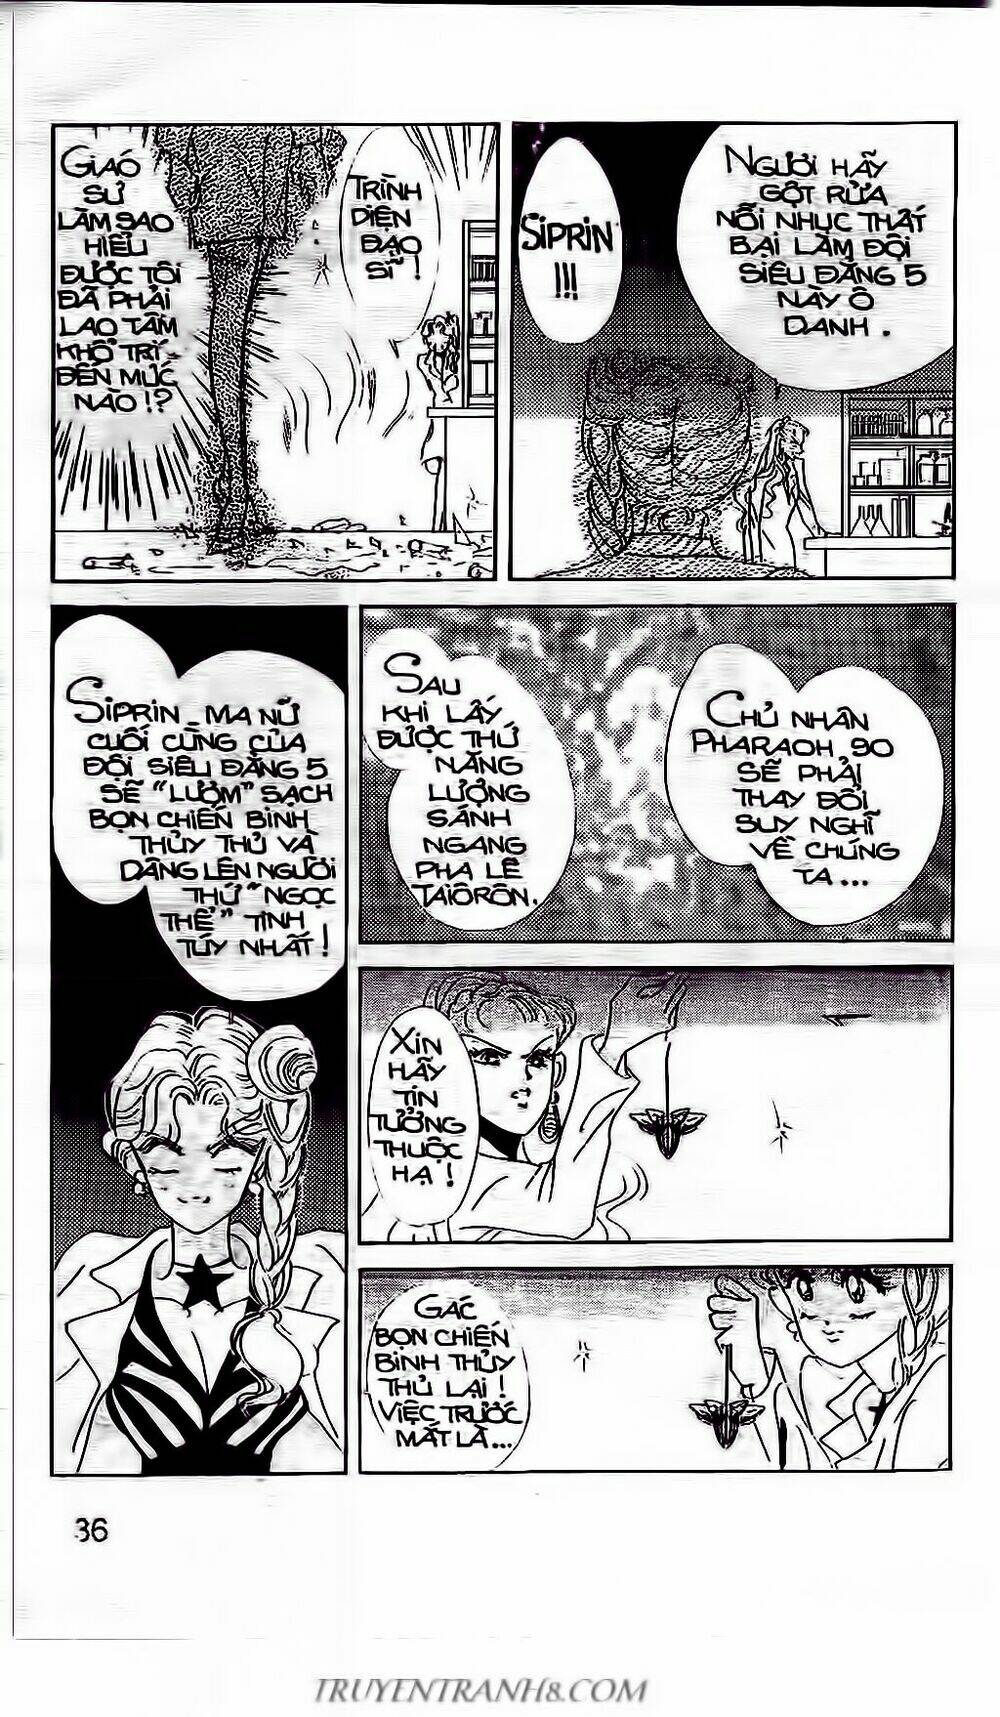 NGƯƠI HÃY
GỘT RỬA
NỖI NHỤC THẤT
BẠI LÀM ĐỘI
SIÊU ĐẲNG 5
NÀY Ô
DANH.
SIPRIN
!!!
TRÌNH
DIỆN
ĐẠO
SĨ!
GIÁO
SƯ
LÀM SAO
HIỂU
ĐƯỢC TÔI
ĐÃ PHẢI
LAO TÂM
KHỔ TRÍ
ĐẾN MỨC
NÀO!?
CHỦ NHÂN
PHARAOH 90
SẼ PHẢI
THAY ĐỔI
SUY NGHĨ
VỀ CHÚNG
TA...
SAU
KHI LẤY
ĐƯỢC THỨ
NĂNG
LƯỢNG
SÁNH
NGANG
PHA LÊ
TAIÔRÔN.
SIPRIN, MA NỮ
CUỐI CÙNG CỦA
ĐỘI SIÊU ĐẲNG 5
SẼ "LƯỢM" SẠCH
BỌN CHIẾN BINH
THỦY THỦ VÀ
DÂNG LÊN NGƯỜI
THỨ "NGỌC
THỂ" TINH
TÚY NHẤT!
XIN
HÃY
TIN
TƯỞNG
THUỘC
HẠ!
GÁC
BỌN CHIẾN
BINH THỦY
THỦ LẠI!
VIỆC TRƯỚC
MẮT LÀ...
36
TRUYENTRANH8.COM